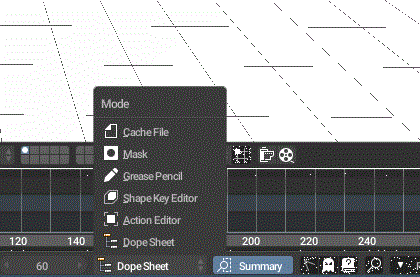 Mode
Cache File
Mask
Grease Pencil
Shape Key Editor
Action Editor
Dope Sheet
120 140 200 220 240
60 Dope Sheet Summary